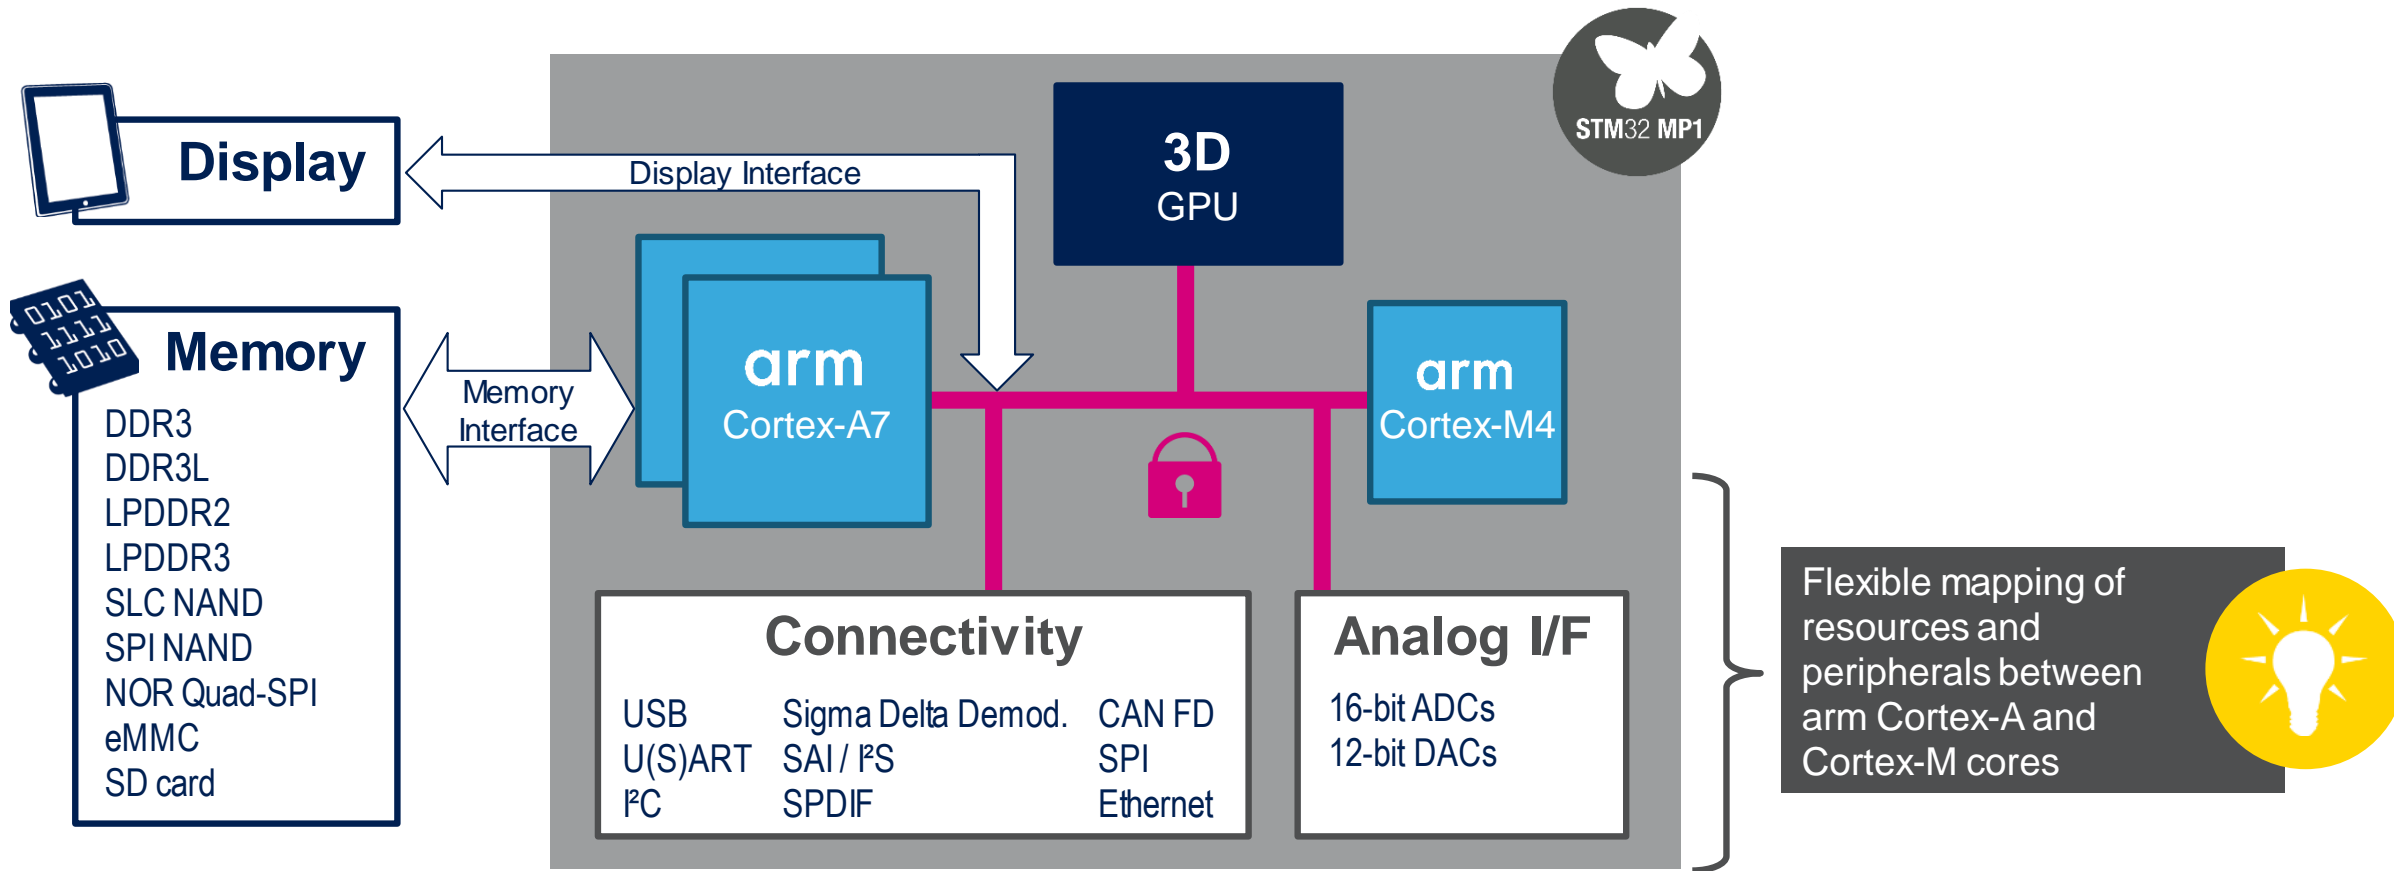 STM32 MP1
Display
Display Interface
3D
GPU
0101
1111
1010
Memory
DDR3
DDR3L
LPDDR2
LPDDR3
SLC NAND
SPI NAND
NOR Quad-SPI
eMMC
SD card
Memory
Interface
arm
Cortex-A7
arm
Cortex-M4
Connectivity
USB
U(S)ART
I²C
Sigma Delta Demod.
SAI / I²S
SPDIF
CAN FD
SPI
Ethernet
Analog I/F
16-bit ADCs
12-bit DACs
Flexible mapping of
resources and
peripherals between
arm Cortex-A and
Cortex-M cores